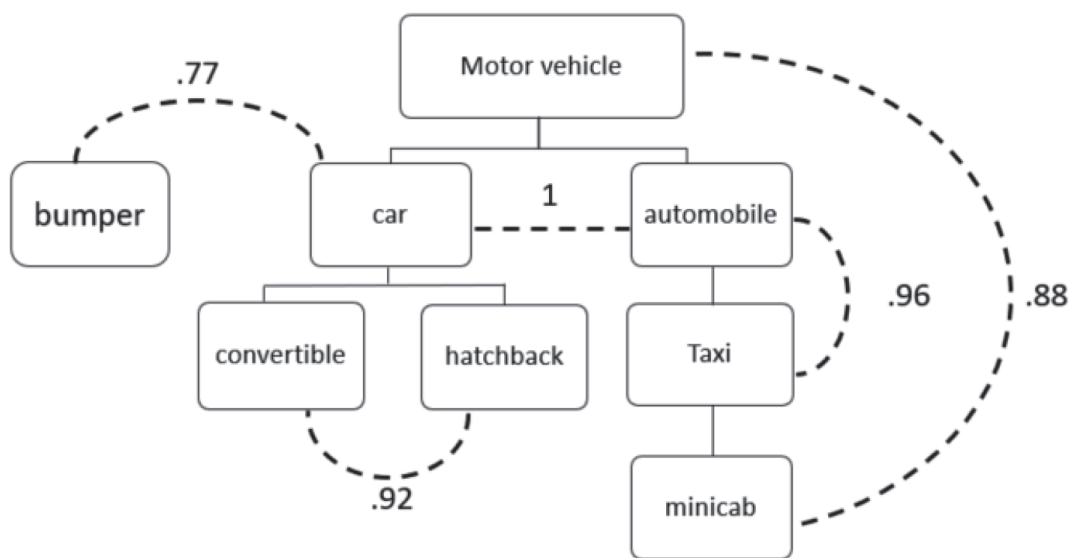 Motor vehicle
.77
bumper
car
1
automobile
.96
.88
convertible
hatchback
Taxi
.92
minicab